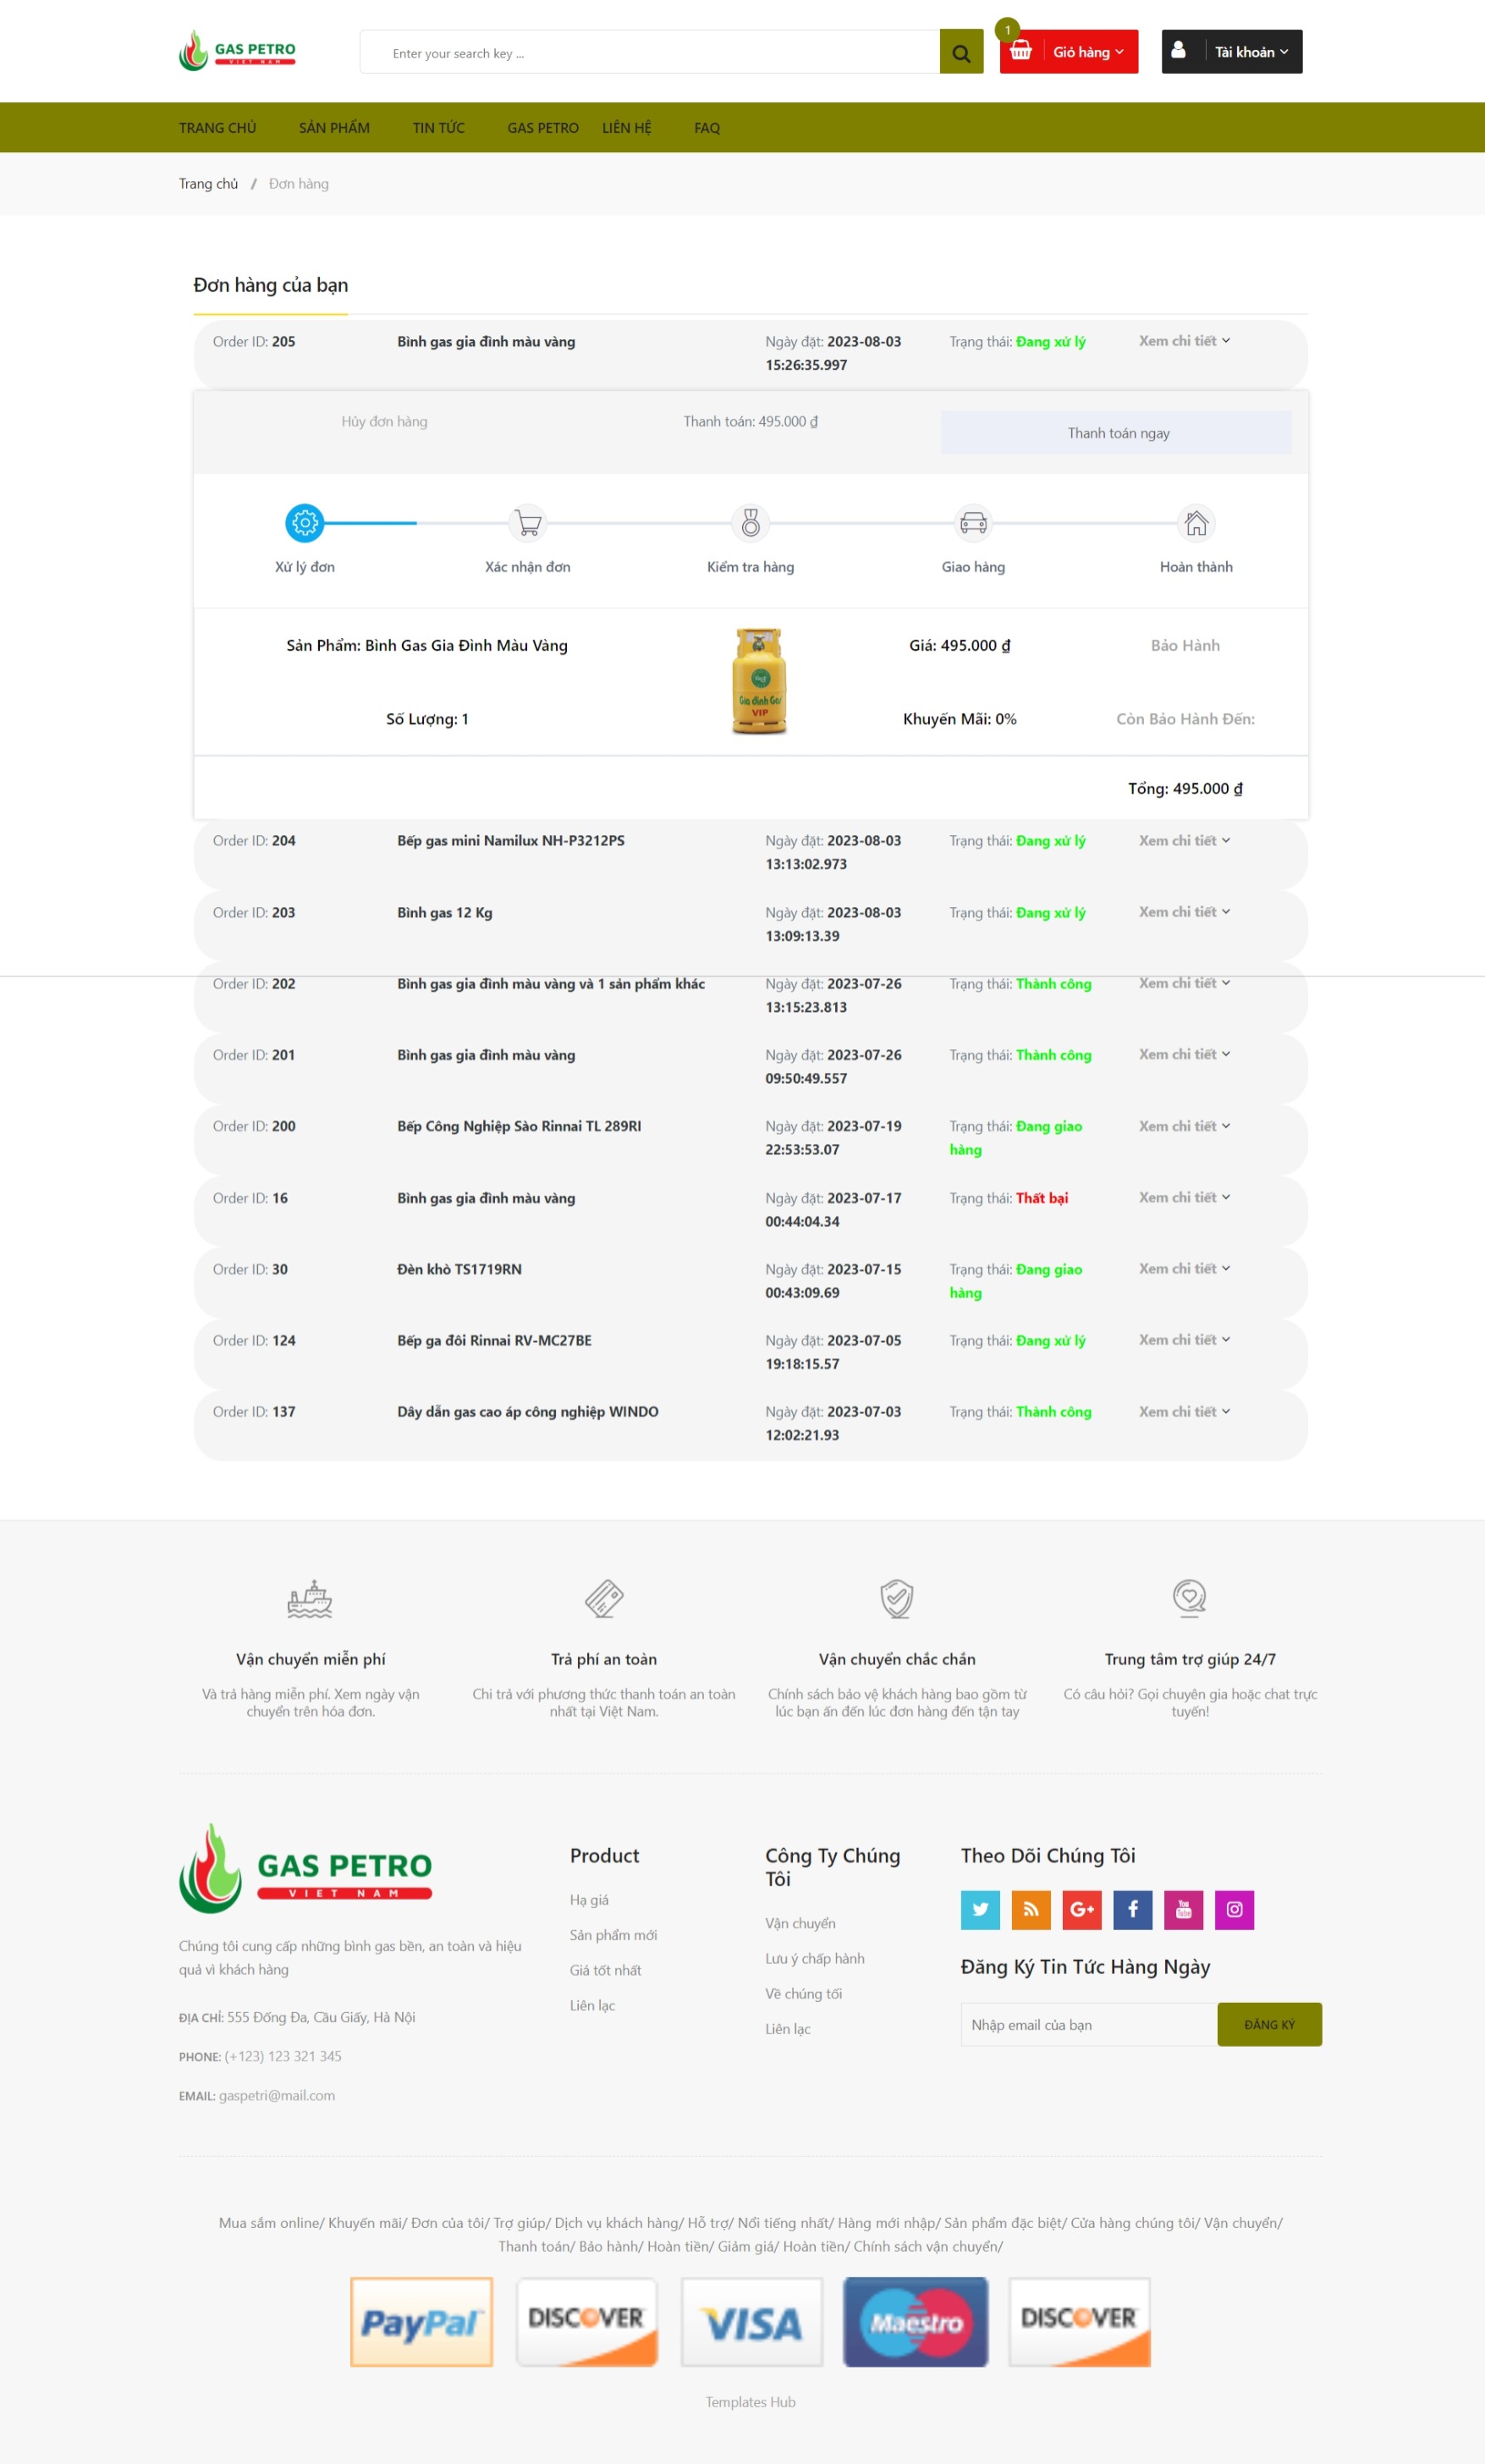 GAS PETRO
VIỆT NAM
Enter your search key ...
1
Giỏ hàng
Tài khoản
TRANG CHỦ SẢN PHẨM TIN TỨC GAS PETRO LIÊN HỆ FAQ
Trang chủ / Đơn hàng
Đơn hàng của bạn
Order ID: 205 Bình gas gia đình màu vàng Ngày đặt: 2023-08-03 Trạng thái: Đang xử lý Xem chi tiết
15:26:35.997
Hủy đơn hàng Thanh toán: 495.000 ₫ Thanh toán ngay
Xử lý đơn Xác nhận đơn Kiểm tra hàng Giao hàng Hoàn thành
Sản Phẩm: Bình Gas Gia Đình Màu Vàng Giá: 495.000 ₫ Bảo Hành
Gia đình Gas
VIP
Số Lượng: 1 Khuyến Mãi: 0% Còn Bảo Hành Đến:
Tổng: 495.000 ₫
Order ID: 204 Bếp gas mini Namilux NH-P3212PS Ngày đặt: 2023-08-03 Trạng thái: Đang xử lý Xem chi tiết
13:13:02.973
Order ID: 203 Bình gas 12 Kg Ngày đặt: 2023-08-03 Trạng thái: Đang xử lý Xem chi tiết
13:09:13.39
Order ID: 202 Bình gas gia đình màu vàng và 1 sản phẩm khác Ngày đặt: 2023-07-26 Trạng thái: Thành công Xem chi tiết
13:15:23.813
Order ID: 201 Bình gas gia đình màu vàng Ngày đặt: 2023-07-26 Trạng thái: Thành công Xem chi tiết
09:50:49.557
Order ID: 200 Bếp Công Nghiệp Sào Rinnai TL 289RI Ngày đặt: 2023-07-19 Trạng thái: Đang giao Xem chi tiết
22:53:53.07 hàng
Order ID: 16 Bình gas gia đình màu vàng Ngày đặt: 2023-07-17 Trạng thái: Thất bại Xem chi tiết
00:44:04.34
Order ID: 30 Đèn khò TS1719RN Ngày đặt: 2023-07-15 Trạng thái: Đang giao Xem chi tiết
00:43:09.69 hàng
Order ID: 124 Bếp ga đôi Rinnai RV-MC27BE Ngày đặt: 2023-07-05 Trạng thái: Đang xử lý Xem chi tiết
19:18:15.57
Order ID: 137 Dây dẫn gas cao áp công nghiệp WINDO Ngày đặt: 2023-07-03 Trạng thái: Thành công Xem chi tiết
12:02:21.93
Vận chuyển miễn phí Trả phí an toàn Vận chuyển chắc chắn Trung tâm trợ giúp 24/7
Và trả hàng miễn phí. Xem ngày vận Chi trả với phương thức thanh toán an toàn Chính sách bảo vệ khách hàng bao gồm từ Có câu hỏi? Gọi chuyên gia hoặc chat trực
chuyển trên hóa đơn. nhất tại Việt Nam. lúc bạn ấn đến lúc đơn hàng đến tận tay tuyến!
GAS PETRO
VIET NAM
Chúng tôi cung cấp những bình gas bền, an toàn và hiệu
quả vì khách hàng
ĐỊA CHỈ: 555 Đống Đa, Cầu Giấy, Hà Nội
PHONE: (+123) 123 321 345
EMAIL: gaspetri@mail.com
Product
Hạ giá
Sản phẩm mới
Giá tốt nhất
Liên lạc
Công Ty Chúng
Tôi
Vận chuyển
Lưu ý chấp hành
Về chúng tối
Liên lạc
Theo Dõi Chúng Tôi
You
Tube
Đăng Ký Tin Tức Hàng Ngày
Nhập email của bạn ĐĂNG KÝ
Mua sắm online/ Khuyến mãi/ Đơn của tôi/ Trợ giúp/ Dịch vụ khách hàng/ Hỗ trợ/ Nổi tiếng nhất/ Hàng mới nhập/ Sản phẩm đặc biệt/ Cửa hàng chúng tôi/ Vận chuyển/
Thanh toán/ Bảo hành/ Hoàn tiền/ Giảm giá/ Hoàn tiền/ Chính sách vận chuyển/
PayPal DISCOVER VISA Maestro DISCOVER
Templates Hub